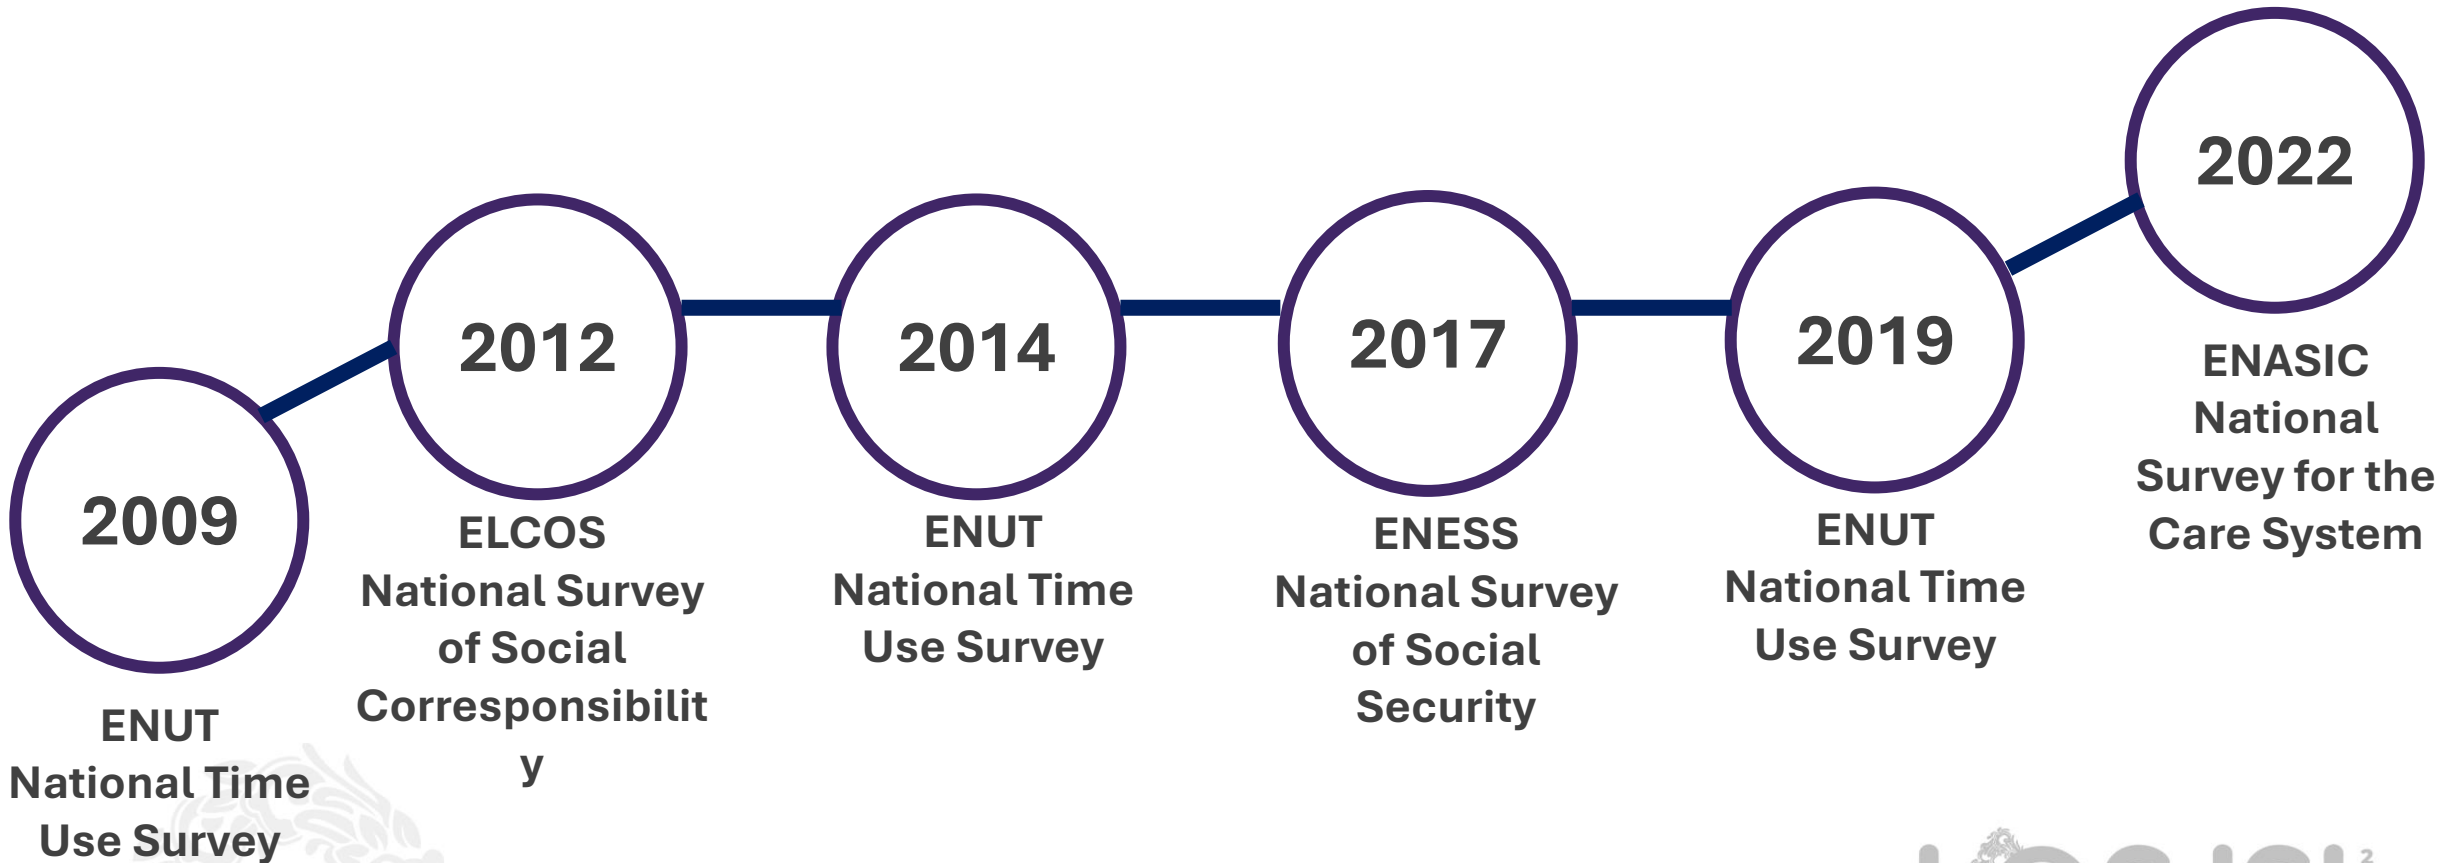 2009
ENUT
National Time
Use Survey
2012
ELCOS
National Survey
of Social
Corresponsibilit
y
2014
ENUT
National Time
Use Survey
2017
ENESS
National Survey
of Social
Security
2019
ENUT
National Time
Use Survey
2022
ENASIC
National
Survey for the
Care System
2